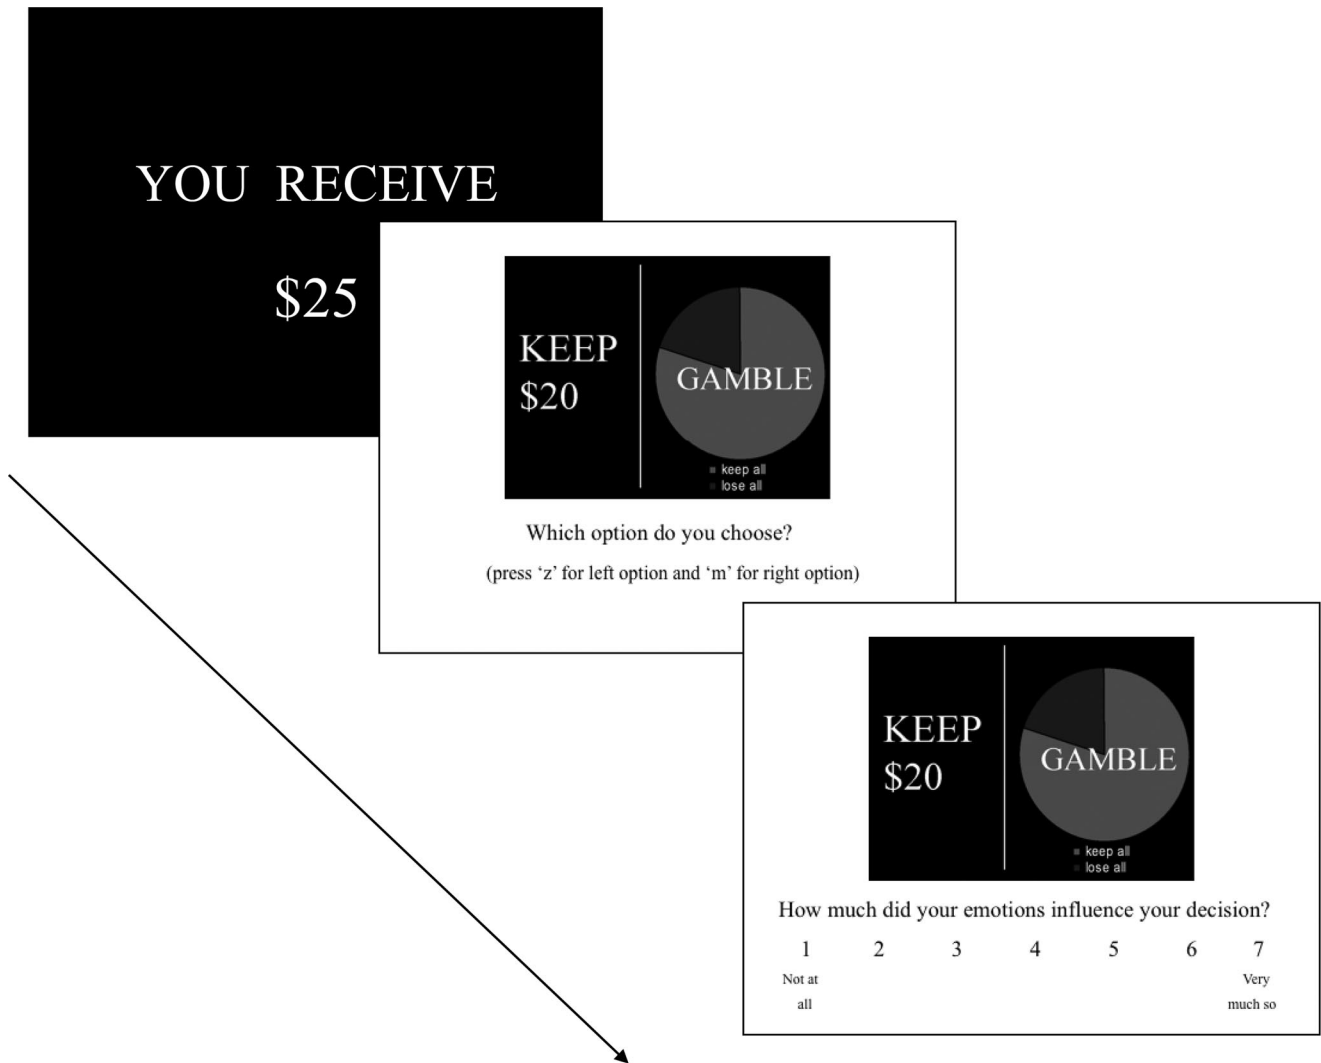 YOU RECEIVE
$25
KEEP
$20
GAMBLE
keep all
lose all
Which option do you choose?
(press ‘z’ for left option and ‘m’ for right option)
KEEP
$20
GAMBLE
keep all
lose all
How much did your emotions influence your decision?
1 2 3 4 5 6 7
Not at Very
all much so